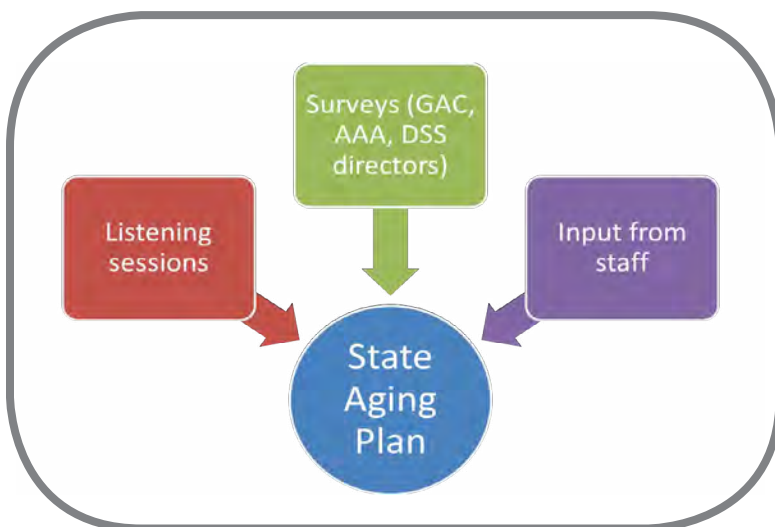 Surveys (GAC,
AAA, DSS
directors)
Listening
sessions
Input from
staff
State
Aging
Plan